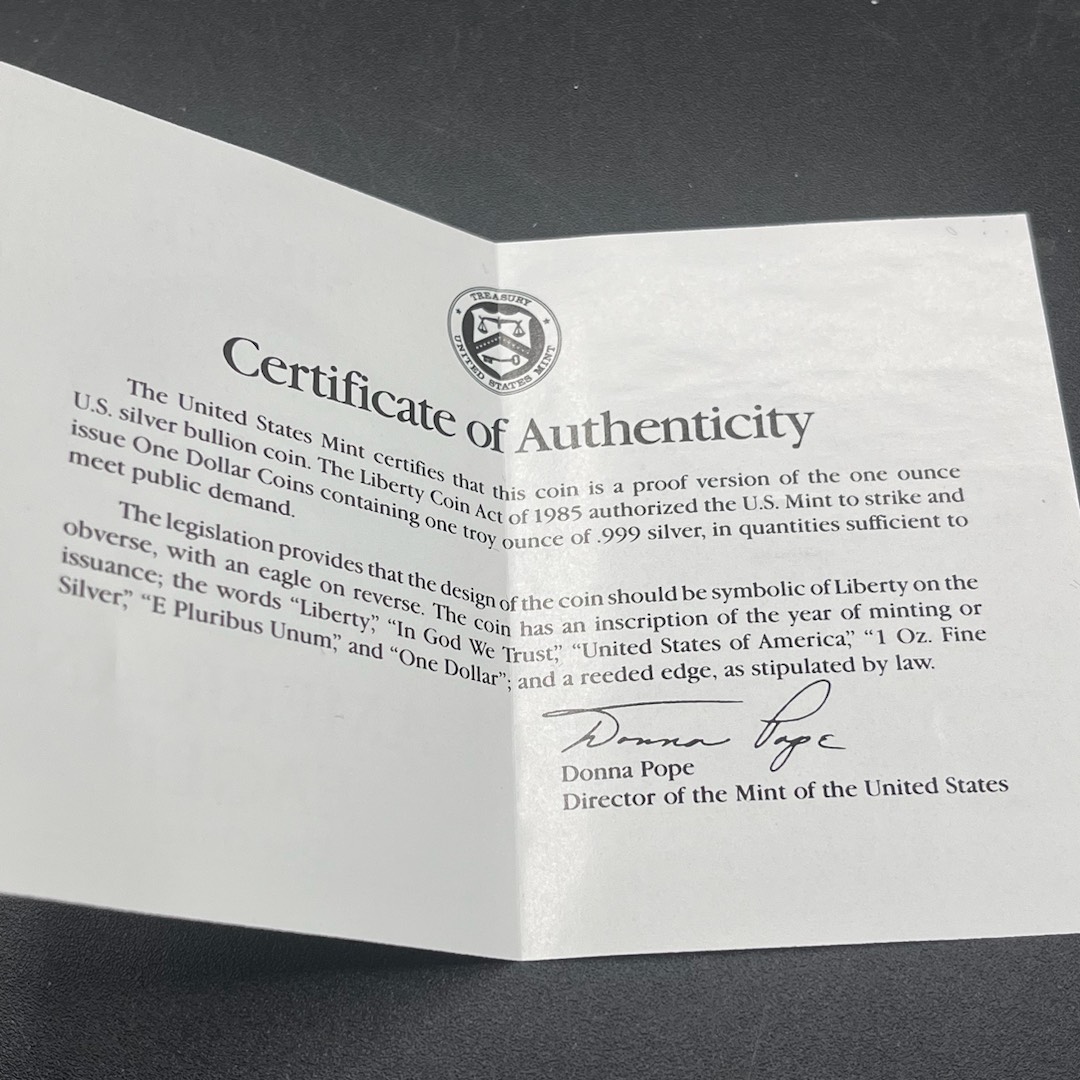 TREASURY
UNITED STATES MINT
Certificate of Authenticity
The United States Mint certifies that this coin is a proof version of the one ounce
U.S. silver bullion coin. The Liberty Coin Act of 1985 authorized the U.S. Mint to strike and
issue One Dollar Coins containing one troy ounce of .999 silver, in quantities sufficient to
meet public demand.
The legislation provides that the design of the coin should be symbolic of Liberty on the
obverse, with an eagle on reverse. The coin has an inscription of the year of minting or
issuance; the words “Liberty,” “In God We Trust,” “United States of America,” “1 Oz. Fine
Silver,” “E Pluribus Unum,” and “One Dollar”; and a reeded edge, as stipulated by law.
Donna Pope
Donna Pope
Director of the Mint of the United States